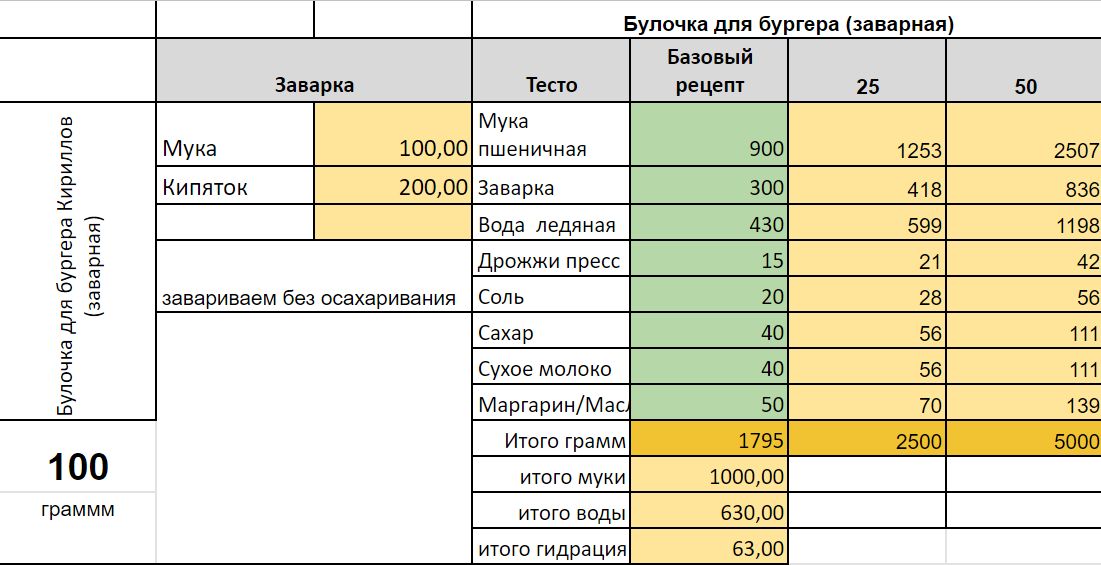 Булочка для бургера (заварная)
Заварка Тесто Базовый рецепт 25 50
Булочка для бургера Кириллов (заварная)
Мука 100,00 Мука пшеничная 900 1253 2507
Кипяток 200,00 Заварка 300 418 836
Вода ледяная 430 599 1198
Дрожжи пресс 15 21 42
завариваем без осахаривания Соль 20 28 56
Сахар 40 56 111
Сухое молоко 40 56 111
Маргарин/Мас 50 70 139
Итого грамм 1795 2500 5000
100
итого муки 1000,00
граммм
итого воды 630,00
итого гидрация 63,00